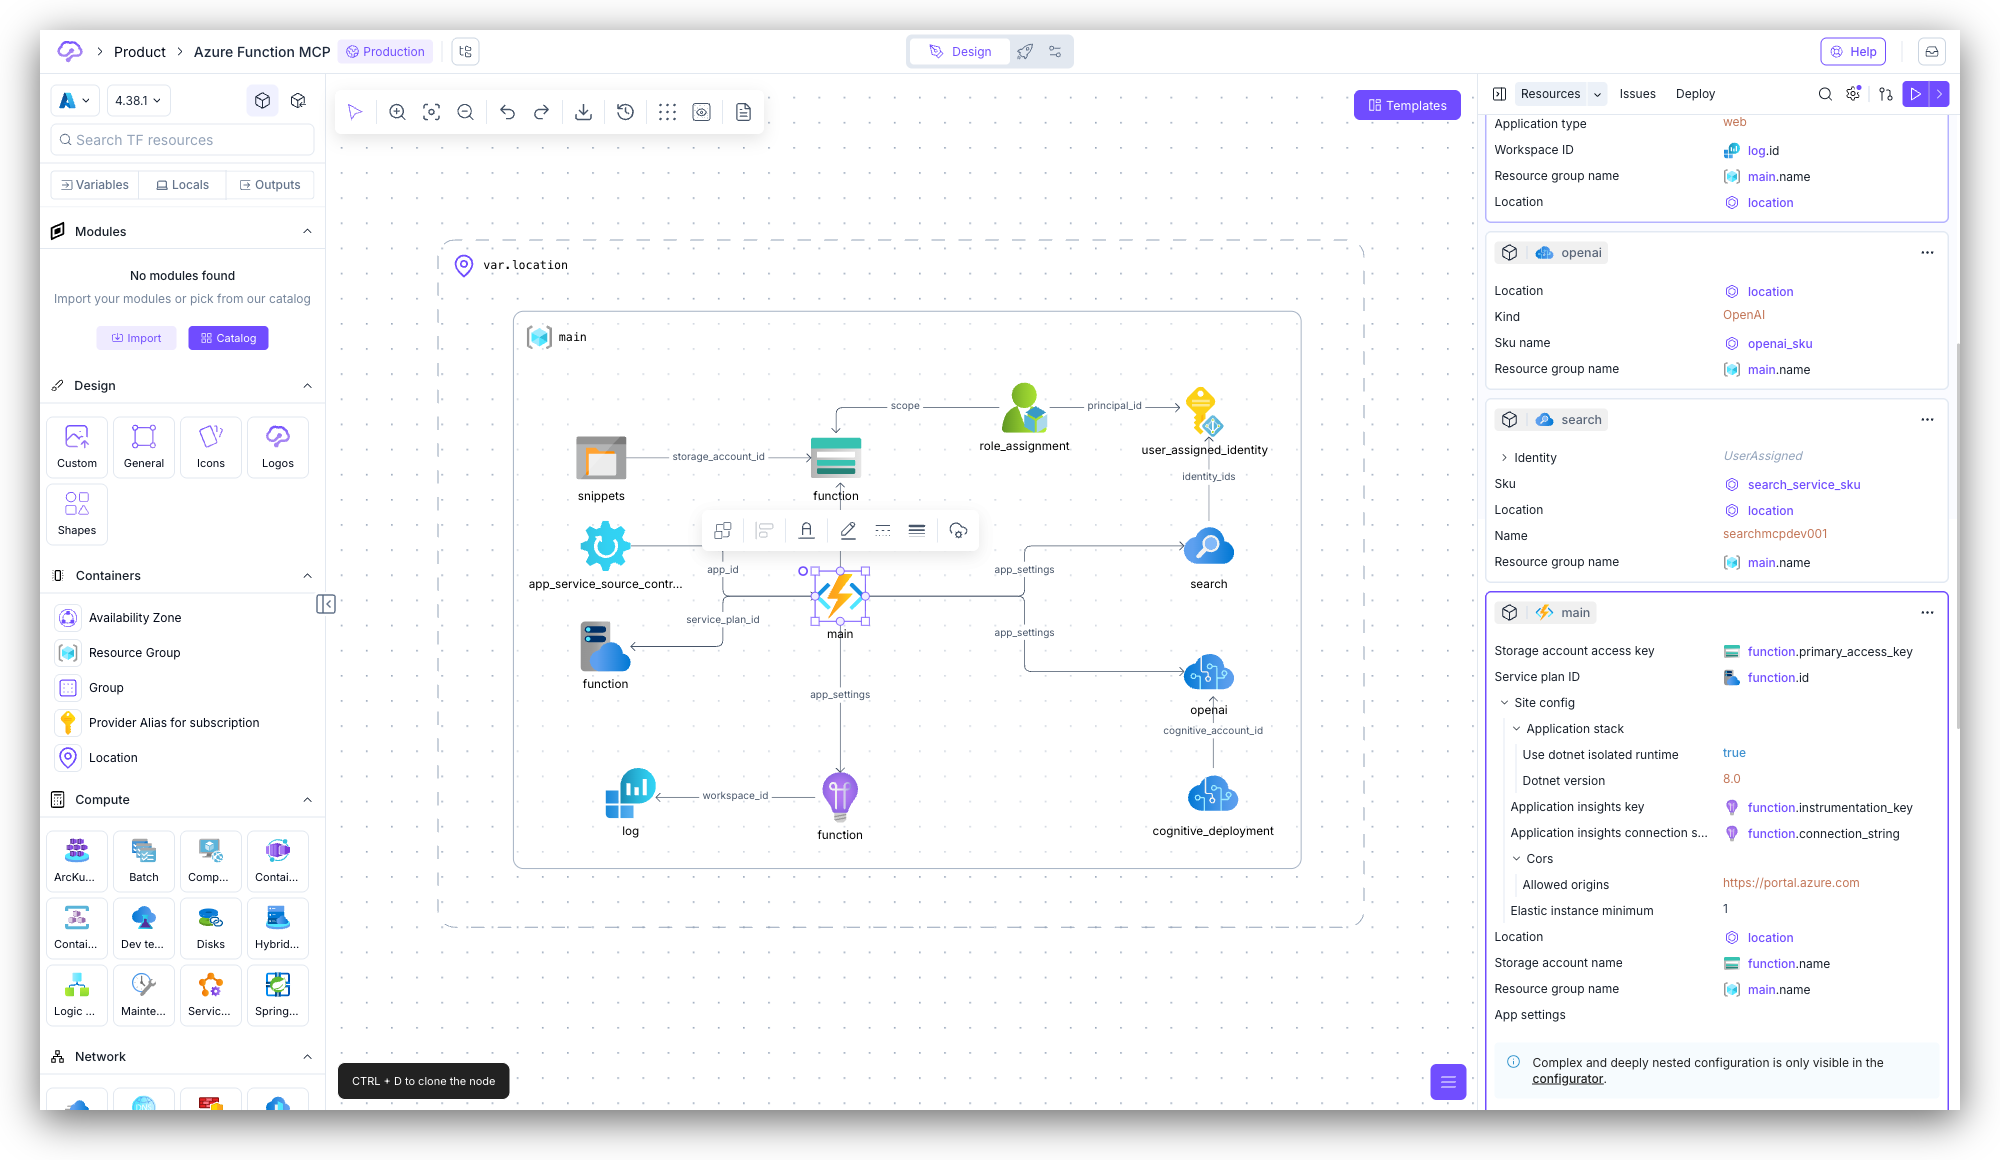 Product
Azure Function MCP
Production
Design
Help
4.38.1
Search TF resources
Variables
Locals
Outputs
Modules
No modules found
Import your modules or pick from our catalog
Import
Catalog
Design
Custom
General
Icons
Logos
Shapes
Containers
Availability Zone
Resource Group
Group
Provider Alias for subscription
Location
Compute
ArcKu...
Batch
Comp...
Contai...
Contai...
Dev te...
Disks
Hybrid...
Logic ...
Mainte...
Servic...
Spring...
Network
Templates
var.location
main
scope
principal_id
role_assignment
user_assigned_identity
storage_account_id
snippets
function
identity_ids
app_id
app_settings
app_service_source_contr...
search
service_plan_id
main
app_settings
function
app_settings
openai
cognitive_account_id
workspace_id
log
function
cognitive_deployment
CTRL + D to clone the node
Resources
Issues
Deploy
Application type web
Workspace ID log.id
Resource group name main.name
Location location
openai
Location location
Kind OpenAI
Sku name openai_sku
Resource group name main.name
search
Identity UserAssigned
Sku search_service_sku
Location location
Name searchmcpdev001
Resource group name main.name
main
Storage account access key function.primary_access_key
Service plan ID function.id
Site config
Application stack
Use dotnet isolated runtime true
Dotnet version 8.0
Application insights key function.instrumentation_key
Application insights connection s... function.connection_string
Cors
Allowed origins https://portal.azure.com
Elastic instance minimum 1
Location location
Storage account name function.name
Resource group name main.name
App settings
Complex and deeply nested configuration is only visible in the
configurator.